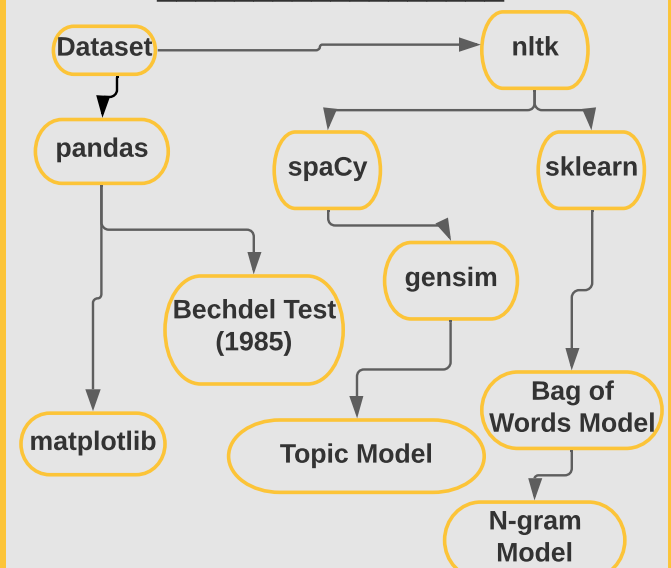 Dataset
nltk
pandas
spaCy
sklearn
gensim
Bechdel Test
(1985)
Bag of
Words Model
matplotlib
Topic Model
N-gram
Model